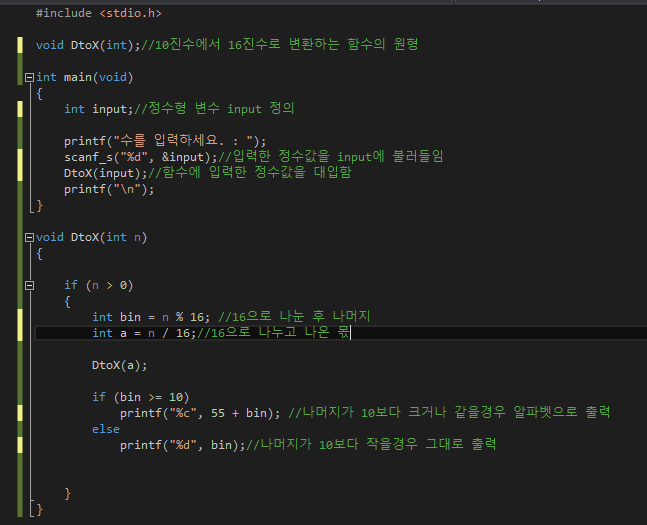 #include <stdio.h>
void DtoX(int);//10진수에서 16진수로 변환하는 함수의 원형
int main(void)
{
int input;//정수형 변수 input 정의
printf("수를 입력하세요. : ");
scanf_s("%d", &input);//입력한 정수값을 input에 불러들임
DtoX(input);//함수에 입력한 정수값을 대입함
printf("\n");
}
void DtoX(int n)
{
if (n > 0)
{
int bin = n % 16; //16으로 나눈 후 나머지
int a = n / 16;//16으로 나누고 나온 몫
DtoX(a);
if (bin >= 10)
printf("%c", 55 + bin); //나머지가 10보다 크거나 같을경우 알파벳으로 출력
else
printf("%d", bin);//나머지가 10보다 작을경우 그대로 출력
}
}